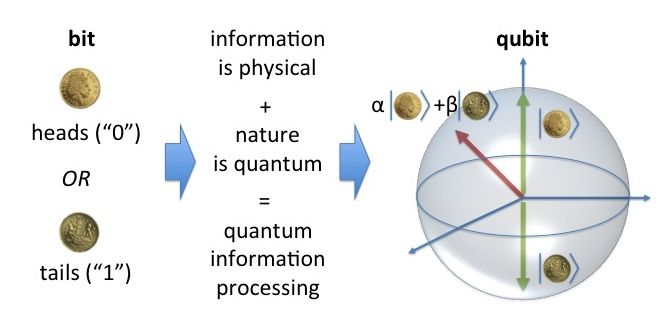 bit
heads (“0”)
OR
tails (“1”)
information
is physical
+
nature
is quantum
=
quantum
information
processing
qubit
α| ⟩+β| ⟩
| ⟩
| ⟩